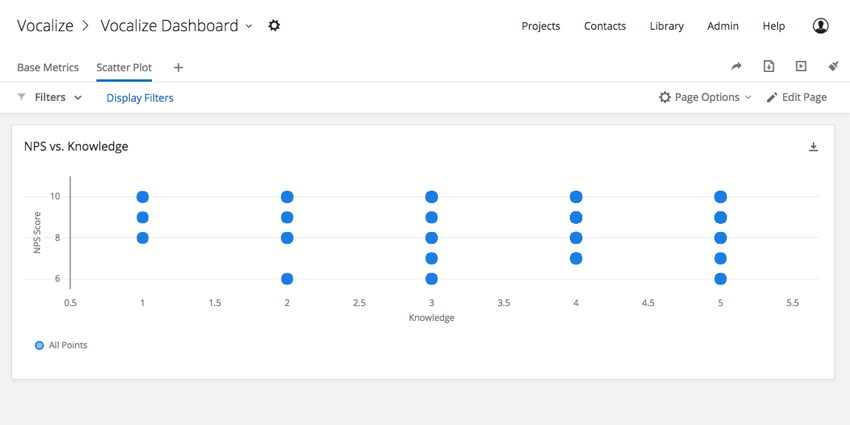 Vocalize > Vocalize Dashboard
Projects Contacts Library Admin Help
Base Metrics Scatter Plot +
Filters Display Filters Page Options Edit Page
NPS vs. Knowledge
NPS Score
10
8
6
0.5 1 1.5 2 2.5 3 3.5 4 4.5 5 5.5
Knowledge
All Points